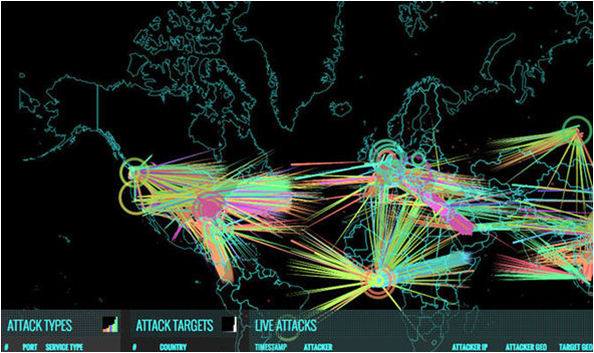 ATTACK TYPES
ATTACK TARGETS
LIVE ATTACKS
# PORT SERVICE TYPE
# COUNTRY
TIMESTAMP ATTACKER ATTACKER IP ATTACKER GEO TARGET GEO